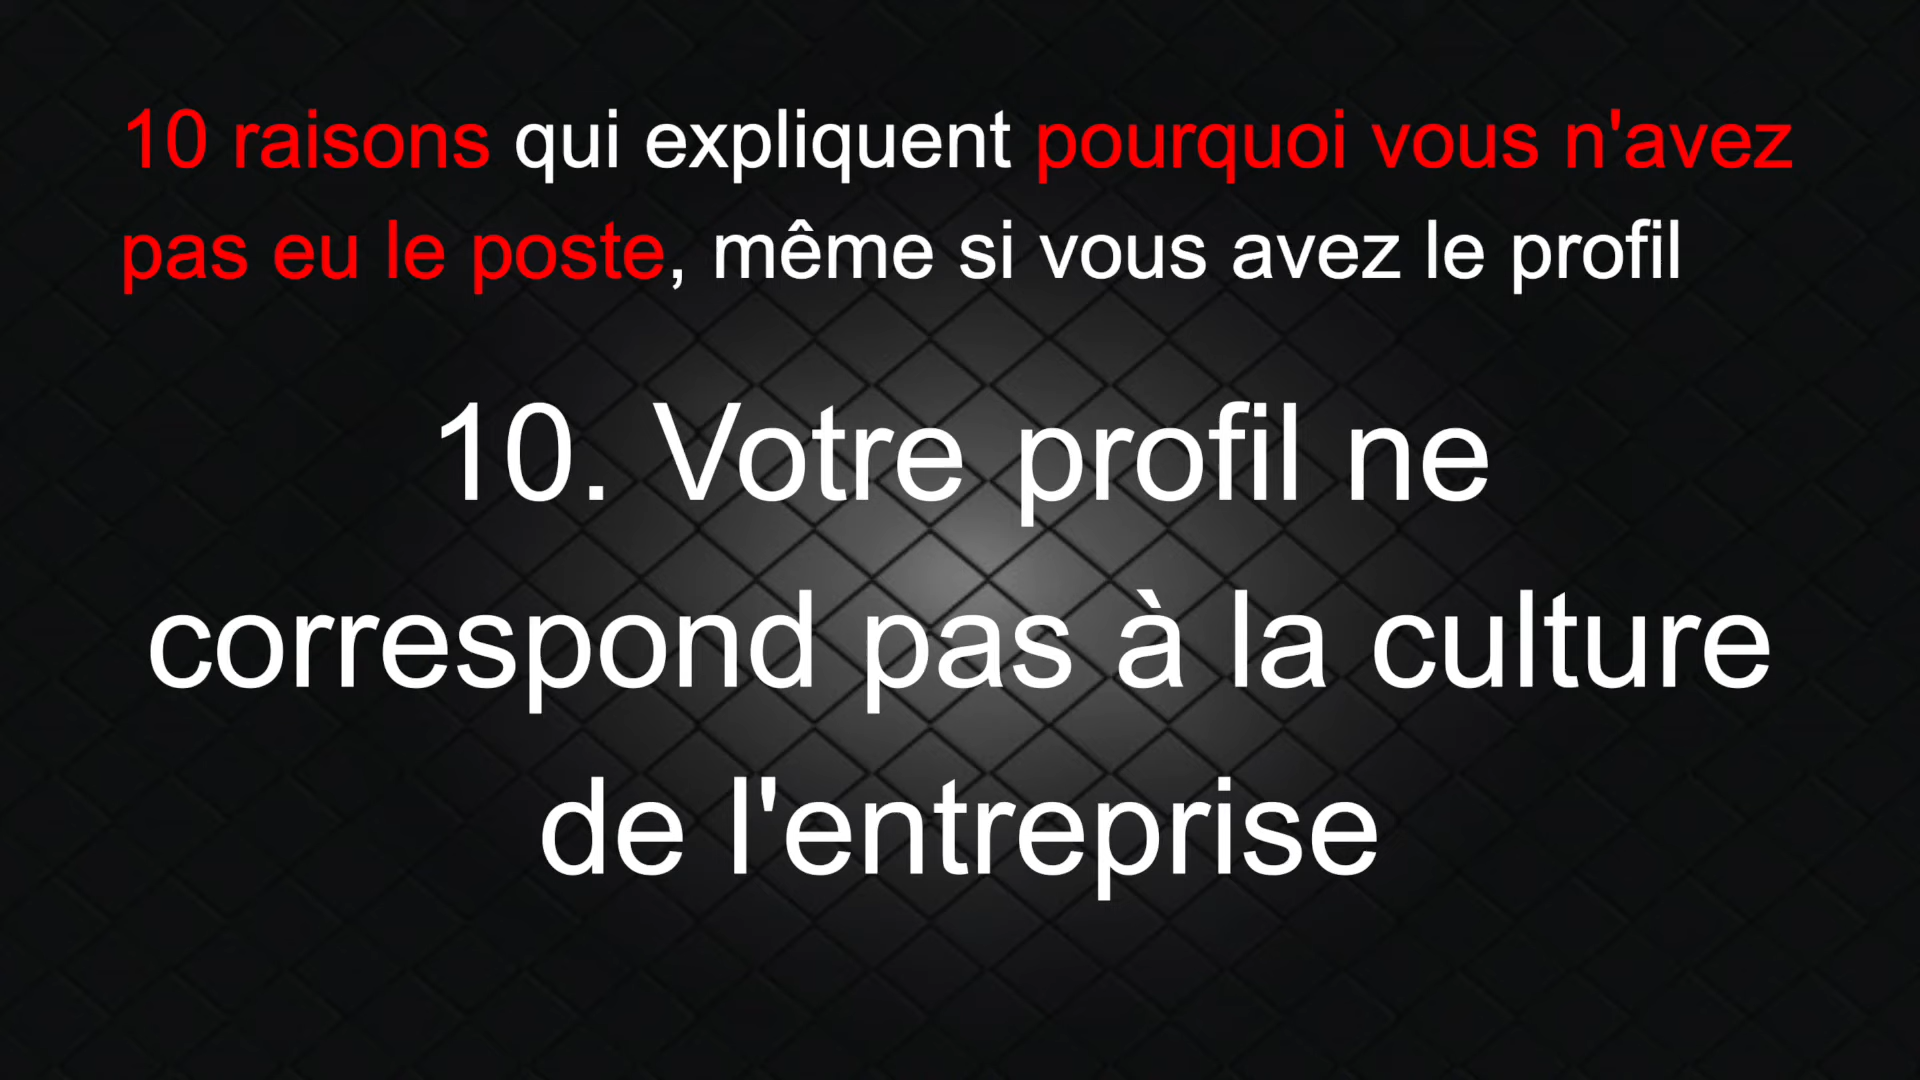 10 raisons qui expliquent pourquoi vous n'avez
pas eu le poste, même si vous avez le profil
10. Votre profil ne
correspond pas à la culture
de l'entreprise